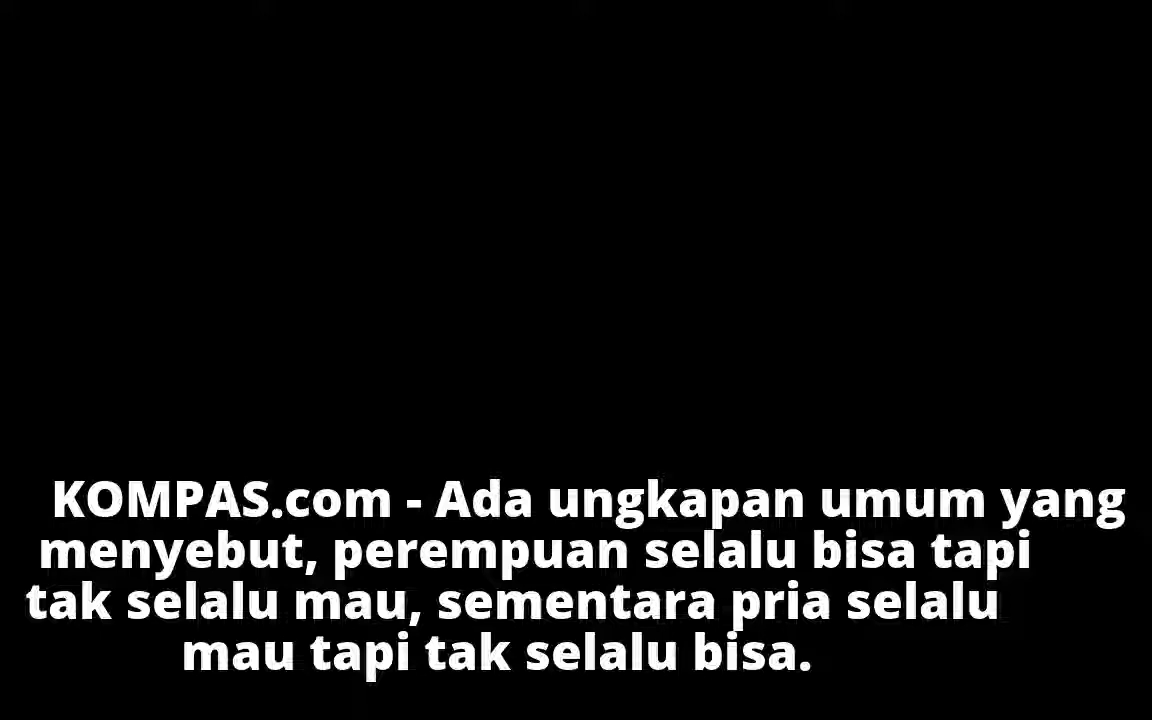 KOMPAS.com - Ada ungkapan umum yang
menyebut, perempuan selalu bisa tapi
tak selalu mau, sementara pria selalu
mau tapi tak selalu bisa.